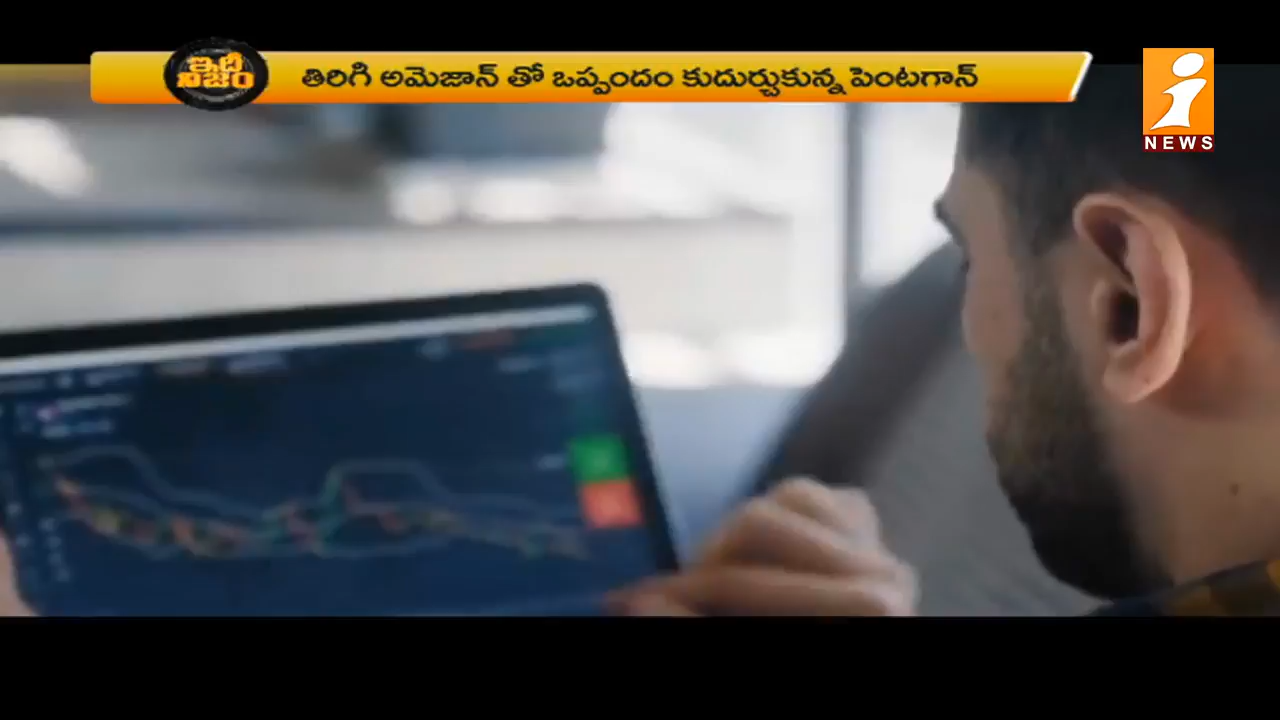 ఇది
నిజం
తిరిగి అమెజాన్ తో ఒప్పందం కుదుర్చుకున్న పెంటగాన్
i
NEWS